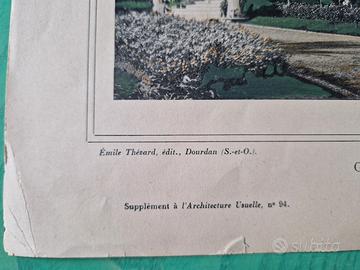 Émile Thézard, édit., Dourdan (S.-et-O.).
G
Supplément à l'Architecture Usuelle, nº 94.
subito